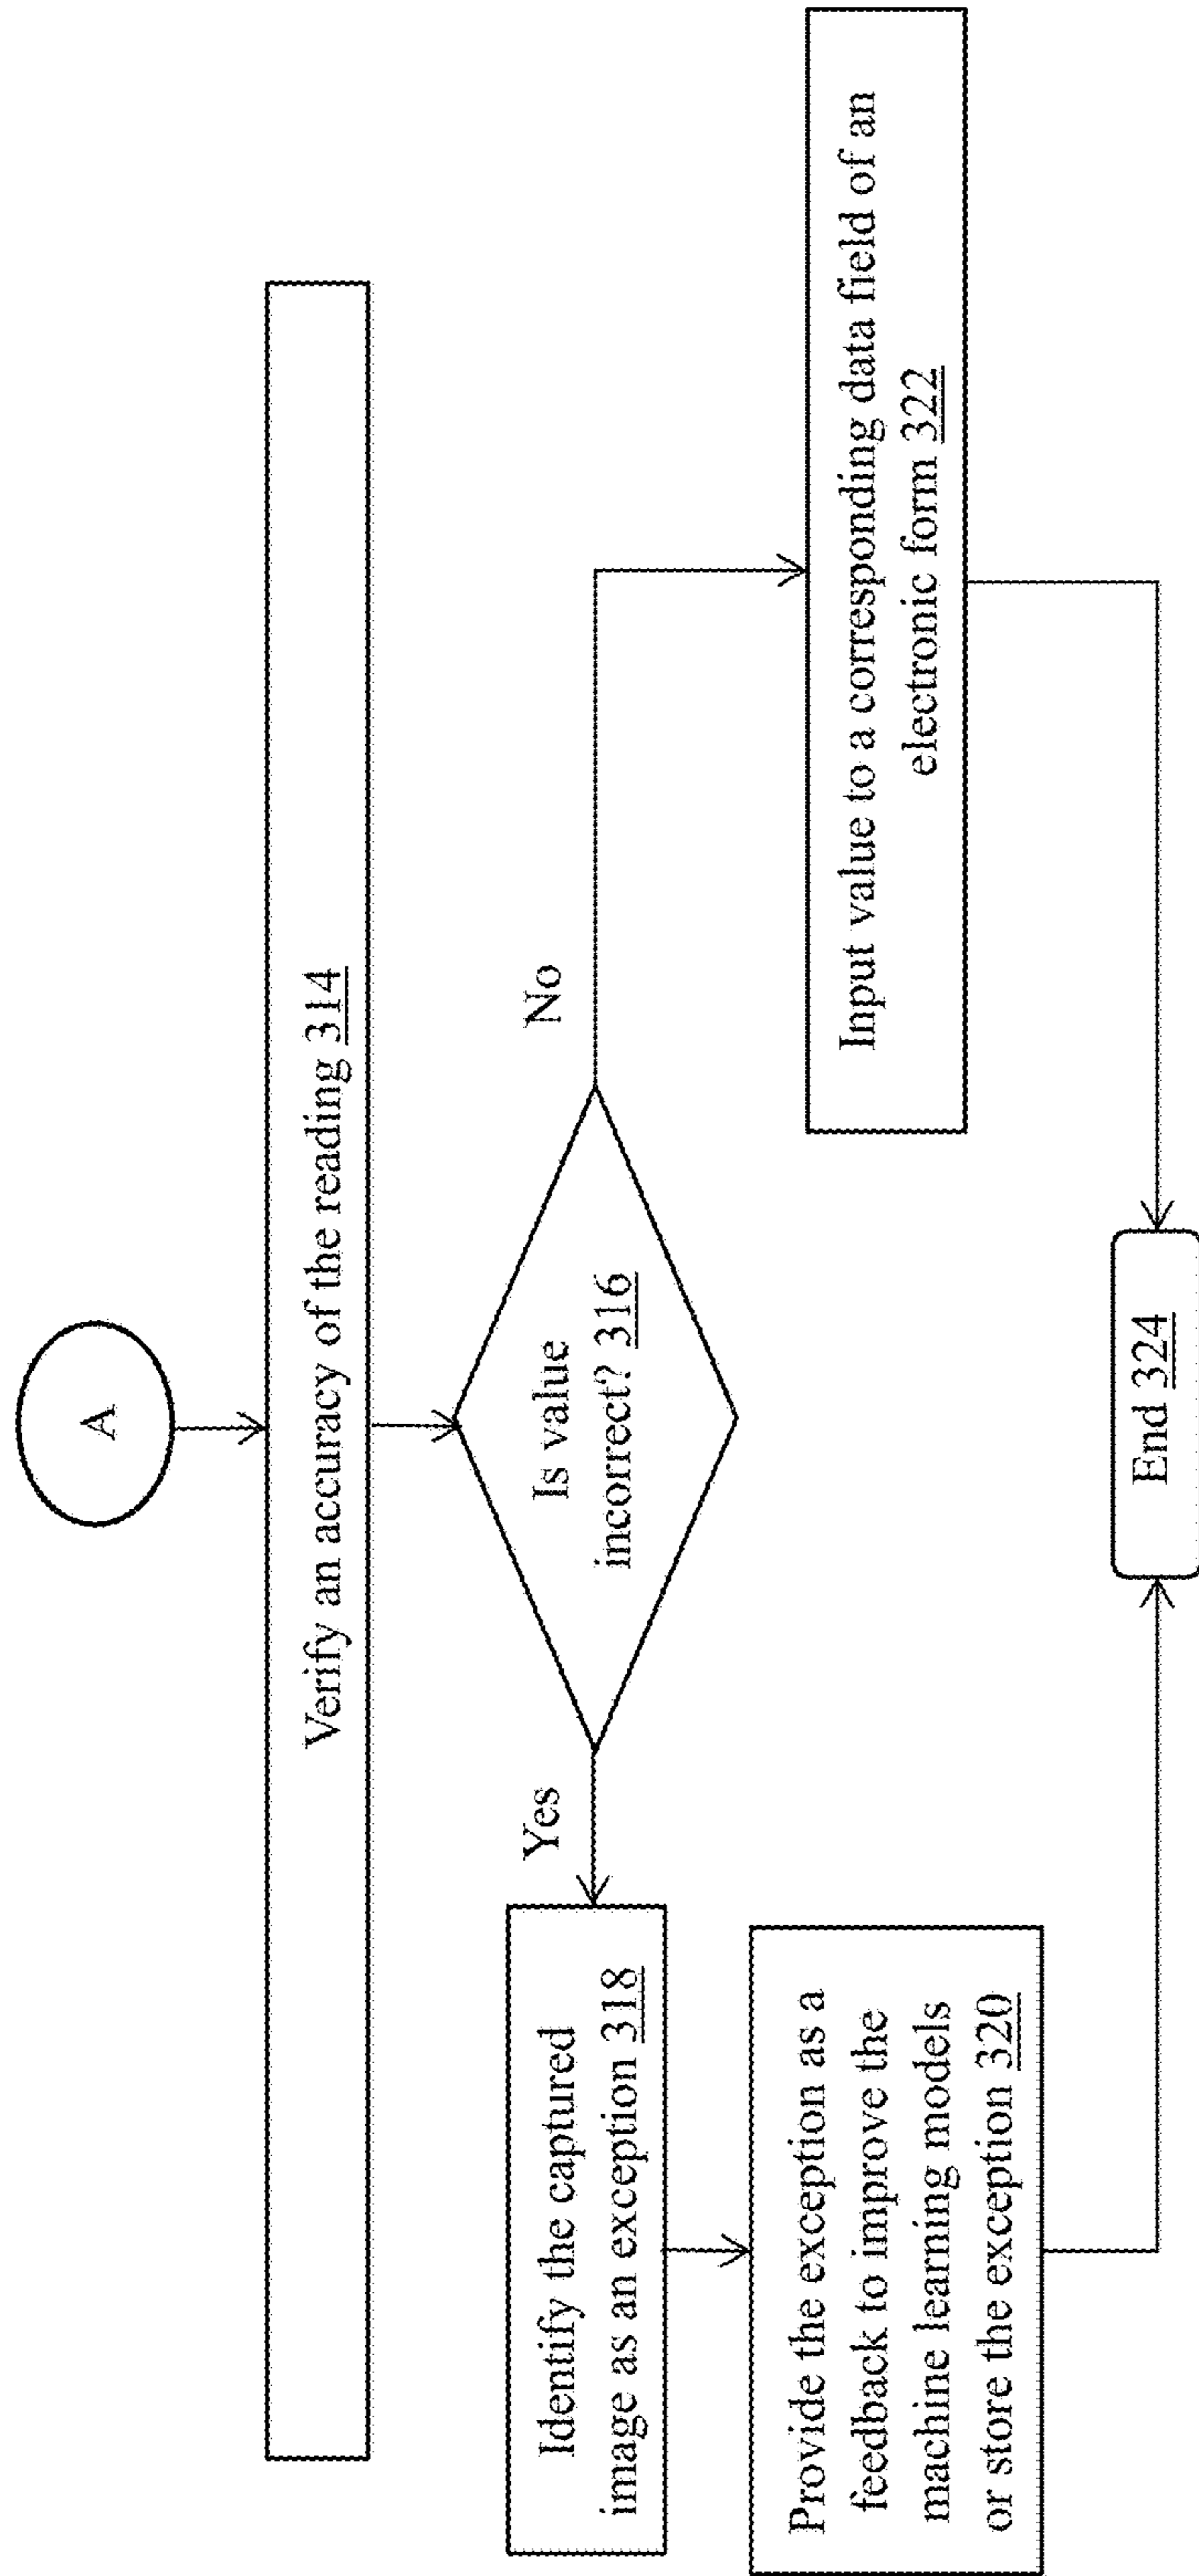 A
Verify an accuracy of the reading 314
Is value
incorrect? 316
Yes
No
Identify the captured
image as an exception 318
Provide the exception as a
feedback to improve the
machine learning models
or store the exception 320
Input value to a corresponding data field of an
electronic form 322
End 324